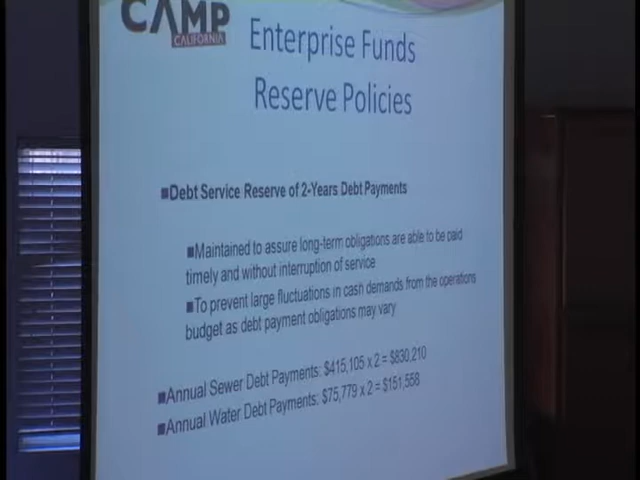 CAMP
CALIFORNIA
Enterprise Funds
Reserve Policies
■Debt Service Reserve of 2-Years Debt Payments
■Maintained to assure long-term obligations are able to be paid
timely and without interruption of service
■To prevent large fluctuations in cash demands from the operations
budget as debt payment obligations may vary
■Annual Sewer Debt Payments: $415,105 x 2 = $830,210
■Annual Water Debt Payments: $75,779 x 2 = $151,558